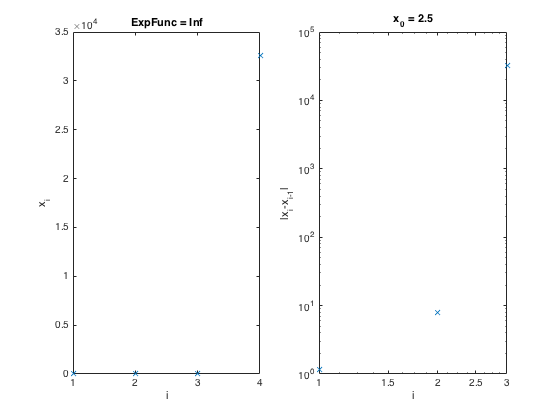 ExpFunc = Inf
×10^4
3.5
3
2.5
2
1.5
1
0.5
0
1 2 3 4
x_i
i
x_0 = 2.5
10^5
10^4
10^3
10^2
10^1
10^0
1 1.5 2 2.5 3
|x_i-x_{i-1}|
i